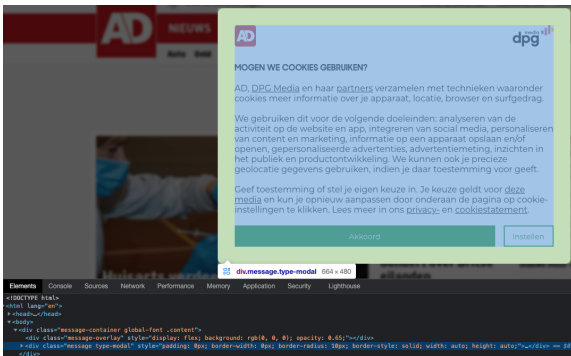 AD
NIEUWS
Auto Geld
AD
dpg media
MOGEN WE COOKIES GEBRUIKEN?
AD, DPG Media en haar partners verzamelen met technieken waaronder
cookies meer informatie over je apparaat, locatie, browser en surfgedrag.
We gebruiken dit voor de volgende doeleinden: analyseren van de
activiteit op de website en app, integreren van social media, personaliseren
van content en marketing, informatie op een apparaat opslaan en/of
openen, gepersonaliseerde advertenties, advertentiemeting, inzichten in
het publiek en productontwikkeling. We kunnen ook je precieze
geolocatie gegevens gebruiken, indien je daar toestemming voor geeft.
Geef toestemming of stel je eigen keuze in. Je keuze geldt voor deze
media en kun je opnieuw aanpassen door onderaan de pagina op cookie-
instellingen te klikken. Lees meer in ons privacy- en cookiestatement.
Akkoord Instellen
div.message.type-modal 664 × 480
Huisarts
eilanden
Elements Console Sources Network Performance Memory Application Security Lighthouse
<!DOCTYPE html>
<html lang="en">
▶<head>…</head>
▼<body>
▼<div class="message-container global-font .content">
<div class="message-overlay" style="display: flex; background: rgb(0, 0, 0); opacity: 0.65;"></div>
▶<div class="message type-modal" style="padding: 0px; border-width: 0px; border-radius: 10px; border-style: solid; width: auto; height: auto;">…</div> == $0
</div>